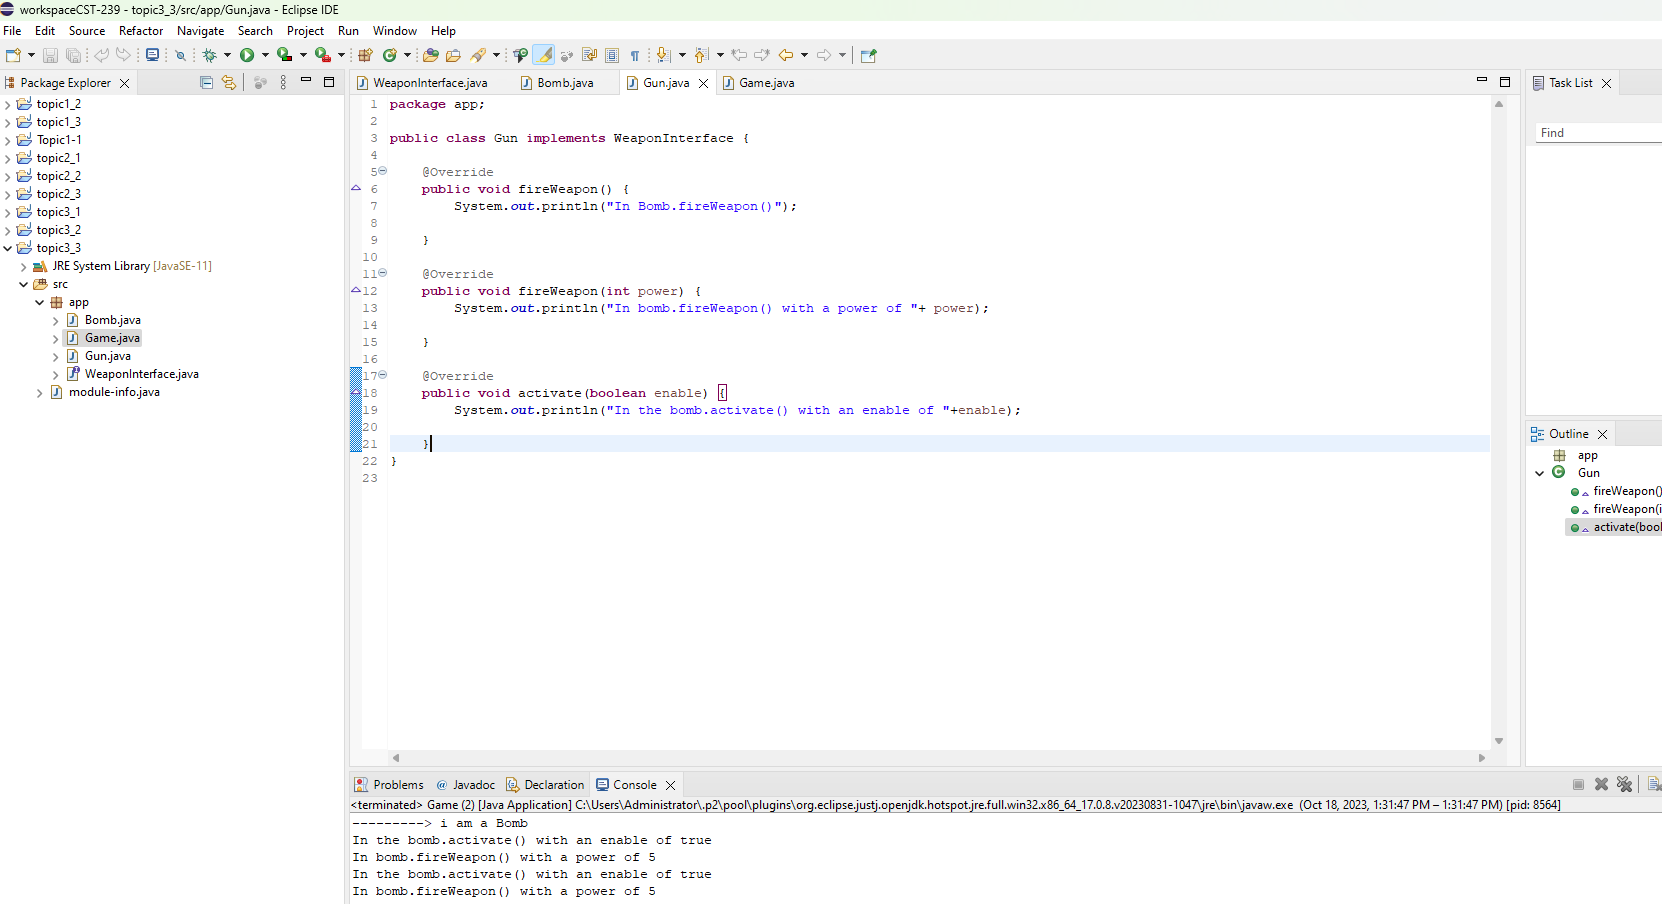 workspaceCST-239 - topic3_3/src/app/Gun.java - Eclipse IDE
File Edit Source Refactor Navigate Search Project Run Window Help
Package Explorer
topic1_2
topic1_3
Topic1-1
topic2_1
topic2_2
topic2_3
topic3_1
topic3_2
topic3_3
JRE System Library [JavaSE-11]
src
app
Bomb.java
Game.java
Gun.java
WeaponInterface.java
module-info.java
WeaponInterface.java Bomb.java Gun.java Game.java
1 package app;
2
3 public class Gun implements WeaponInterface {
4
5 @Override
6 public void fireWeapon() {
7 System.out.println("In Bomb.fireWeapon()");
8
9 }
10
11 @Override
12 public void fireWeapon(int power) {
13 System.out.println("In bomb.fireWeapon() with a power of "+ power);
14
15 }
16
17 @Override
18 public void activate(boolean enable) {
19 System.out.println("In the bomb.activate() with an enable of "+enable);
20
21 }
22 }
23
Task List
Find
Outline
app
Gun
fireWeapon()
fireWeapon(i
activate(bool
Problems @ Javadoc Declaration Console
<terminated> Game (2) [Java Application] C:\Users\Administrator\.p2\pool\plugins\org.eclipse.justj.openjdk.hotspot.jre.full.win32.x86_64_17.0.8.v20230831-1047\jre\bin\javaw.exe (Oct 18, 2023, 1:31:47 PM – 1:31:47 PM) [pid: 8564]
---------> i am a Bomb
In the bomb.activate() with an enable of true
In bomb.fireWeapon() with a power of 5
In the bomb.activate() with an enable of true
In bomb.fireWeapon() with a power of 5